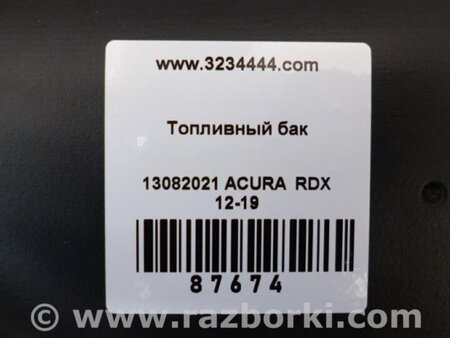 www.3234444.com
Топливный бак
13082021 ACURA RDX
12-19
87674
© www.razborki.com